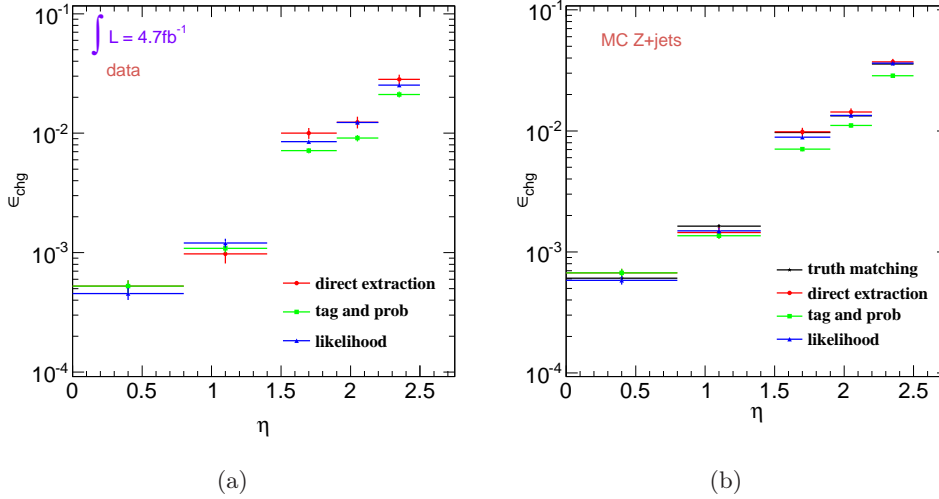 ∫ L = 4.7fb⁻¹
data
ϵchg
10⁻¹
10⁻²
10⁻³
10⁻⁴
direct extraction
tag and prob
likelihood
0 0.5 1 1.5 2 2.5
η
(a)
MC Z+jets
ϵchg
10⁻¹
10⁻²
10⁻³
10⁻⁴
truth matching
direct extraction
tag and prob
likelihood
0 0.5 1 1.5 2 2.5
η
(b)